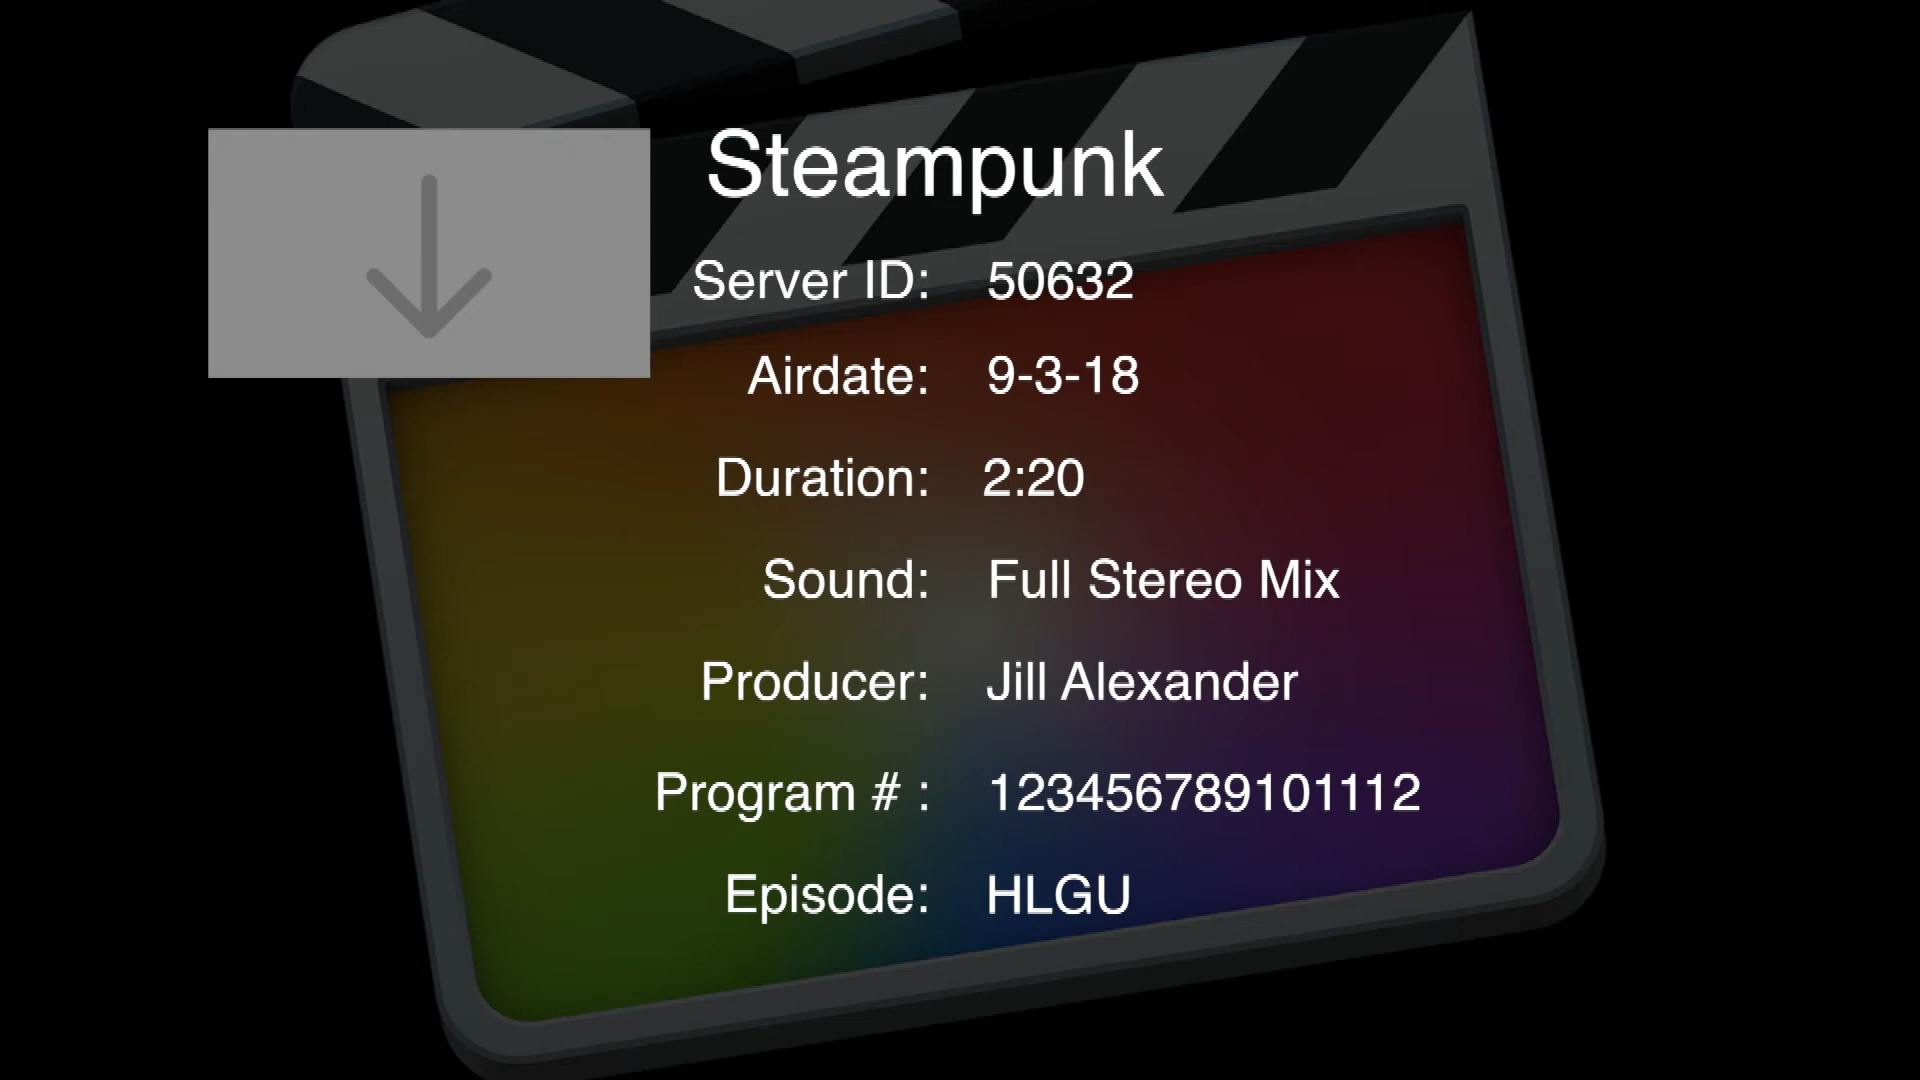 Steampunk
Server ID: 50632
Airdate: 9-3-18
Duration: 2:20
Sound: Full Stereo Mix
Producer: Jill Alexander
Program # : 123456789101112
Episode: HLGU